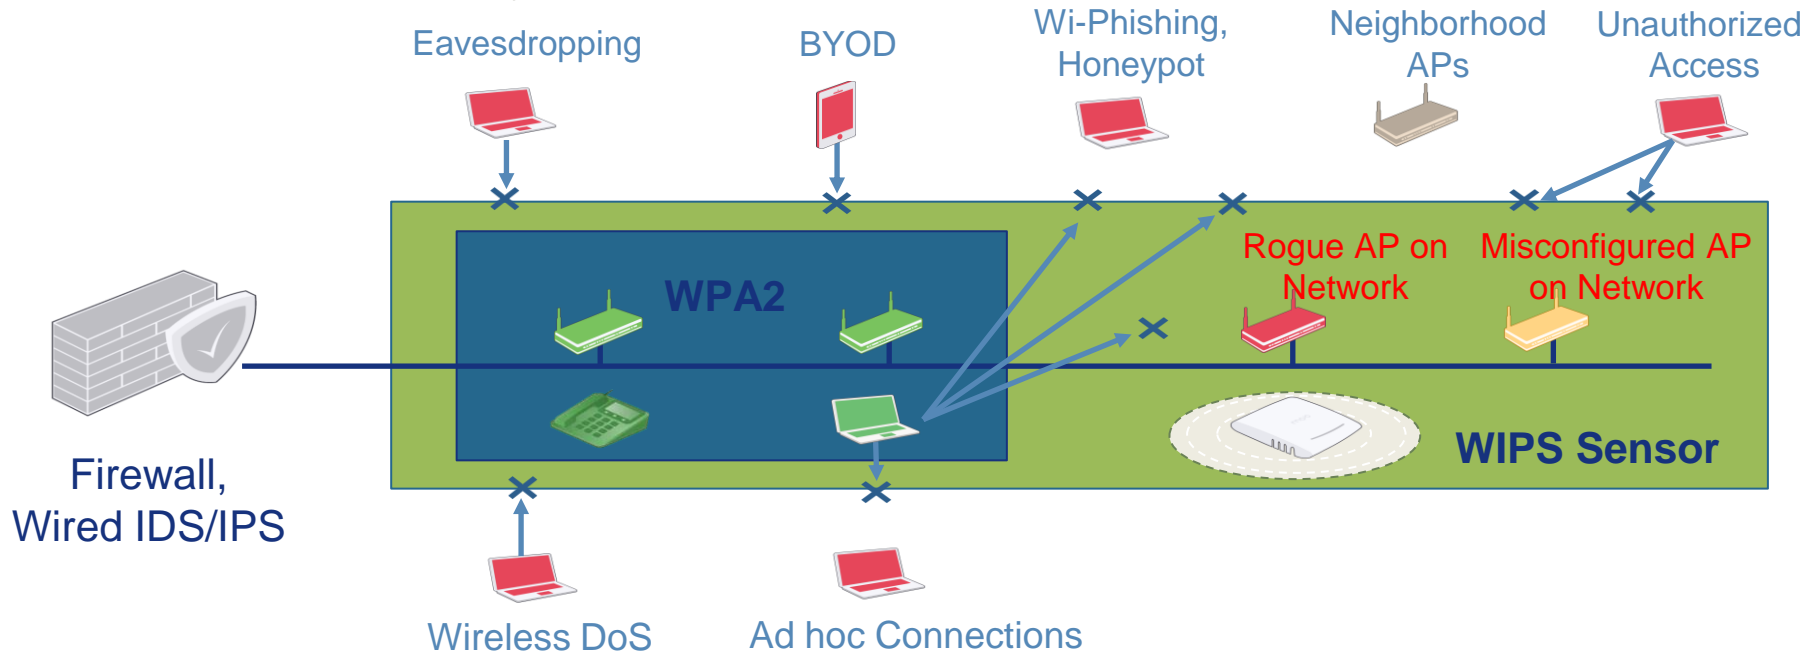 Eavesdropping
BYOD
Wi-Phishing,
Honeypot
Neighborhood
APs
Unauthorized
Access
Rogue AP on
Network
Misconfigured AP
on Network
WPA2
WIPS Sensor
Firewall,
Wired IDS/IPS
Wireless DoS
Ad hoc Connections